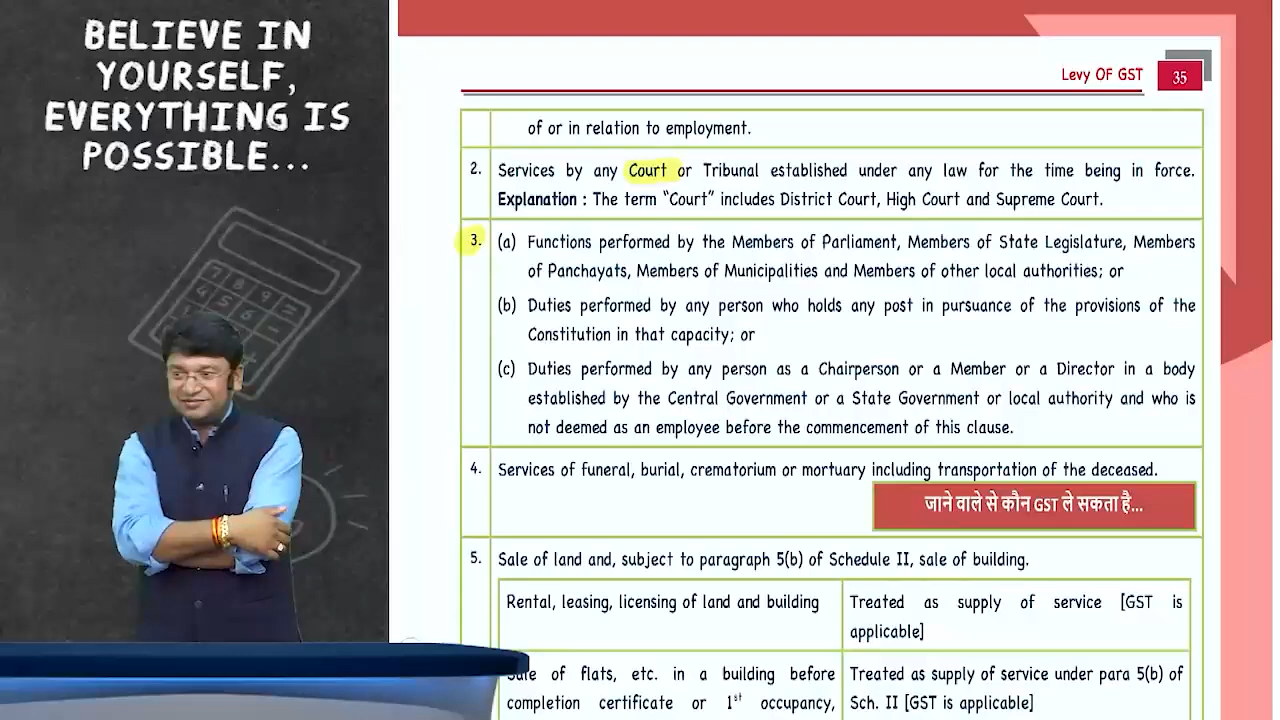 BELIEVE IN
YOURSELF,
EVERYTHING IS
POSSIBLE...
Levy OF GST
35
of or in relation to employment.
2. Services by any Court or Tribunal established under any law for the time being in force.
Explanation : The term “Court” includes District Court, High Court and Supreme Court.
3. (a) Functions performed by the Members of Parliament, Members of State Legislature, Members
of Panchayats, Members of Municipalities and Members of other local authorities; or
(b) Duties performed by any person who holds any post in pursuance of the provisions of the
Constitution in that capacity; or
(c) Duties performed by any person as a Chairperson or a Member or a Director in a body
established by the Central Government or a State Government or local authority and who is
not deemed as an employee before the commencement of this clause.
4. Services of funeral, burial, crematorium or mortuary including transportation of the deceased.
जाने वाले से कौन GST ले सकता है...
5. Sale of land and, subject to paragraph 5(b) of Schedule II, sale of building.
Rental, leasing, licensing of land and building
Treated as supply of service [GST is
applicable]
Sale of flats, etc. in a building before
completion certificate or 1st occupancy,
Treated as supply of service under para 5(b) of
Sch. II [GST is applicable]